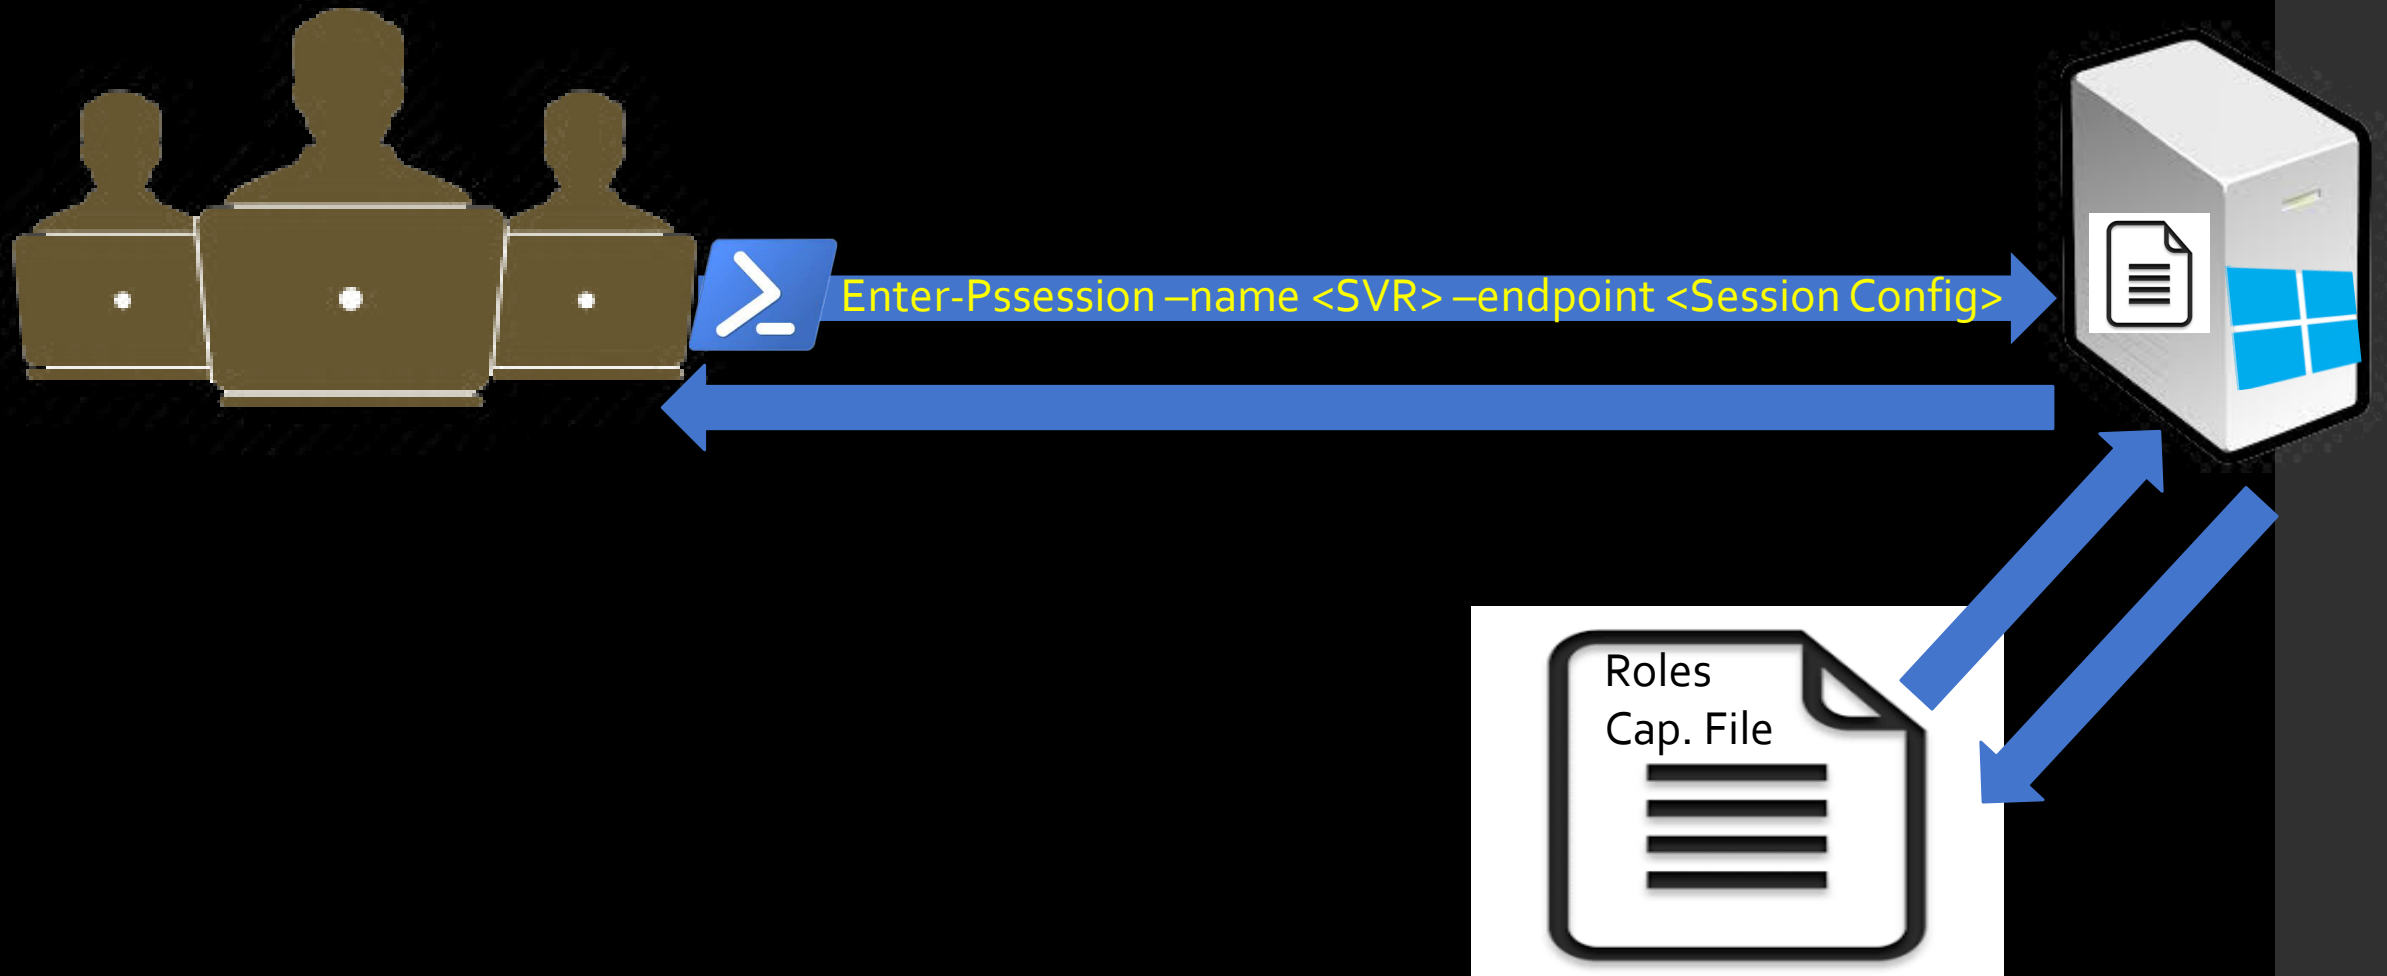 Enter-Pssession –name <SVR> –endpoint <Session Config>
Roles
Cap. File